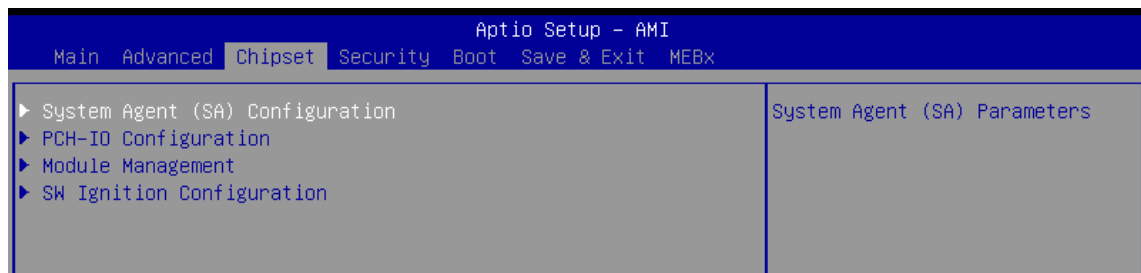 Aptio Setup – AMI
Main Advanced Chipset Security Boot Save & Exit MEBx
System Agent (SA) Configuration
PCH-IO Configuration
Module Management
SW Ignition Configuration
System Agent (SA) Parameters